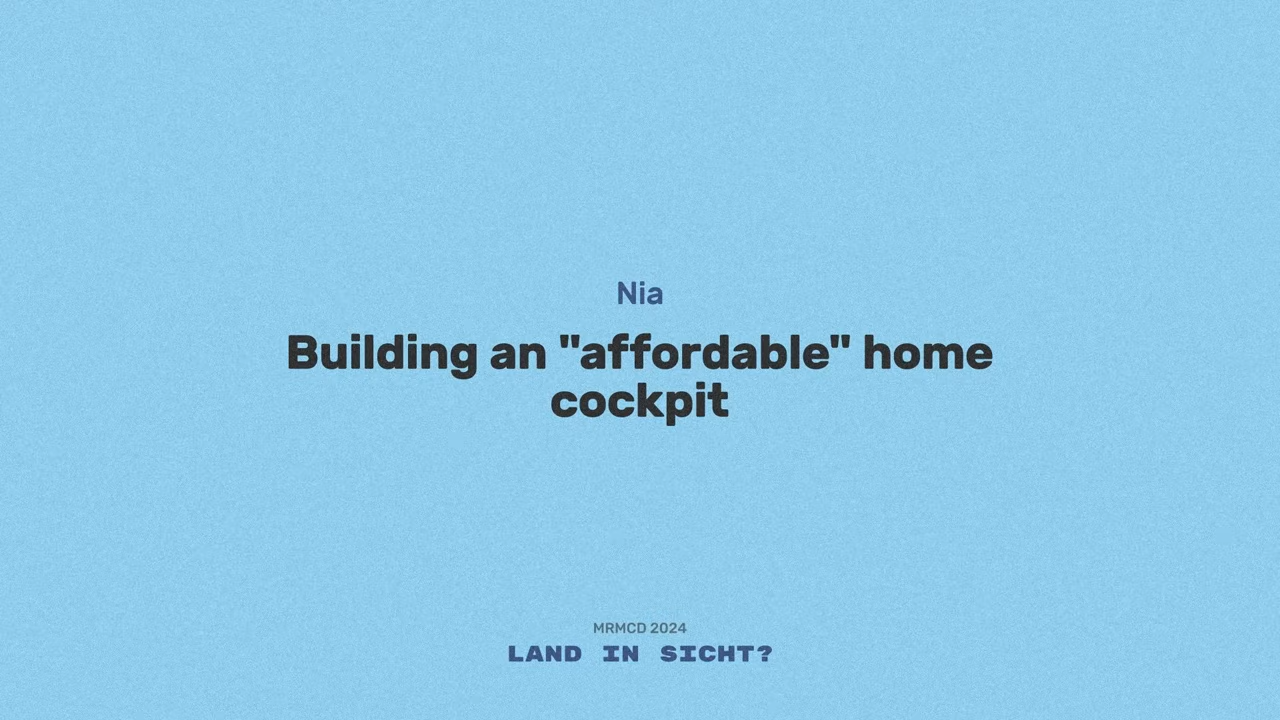 Nia
Building an "affordable" home
cockpit
MRMCD 2024
LAND IN SICHT?